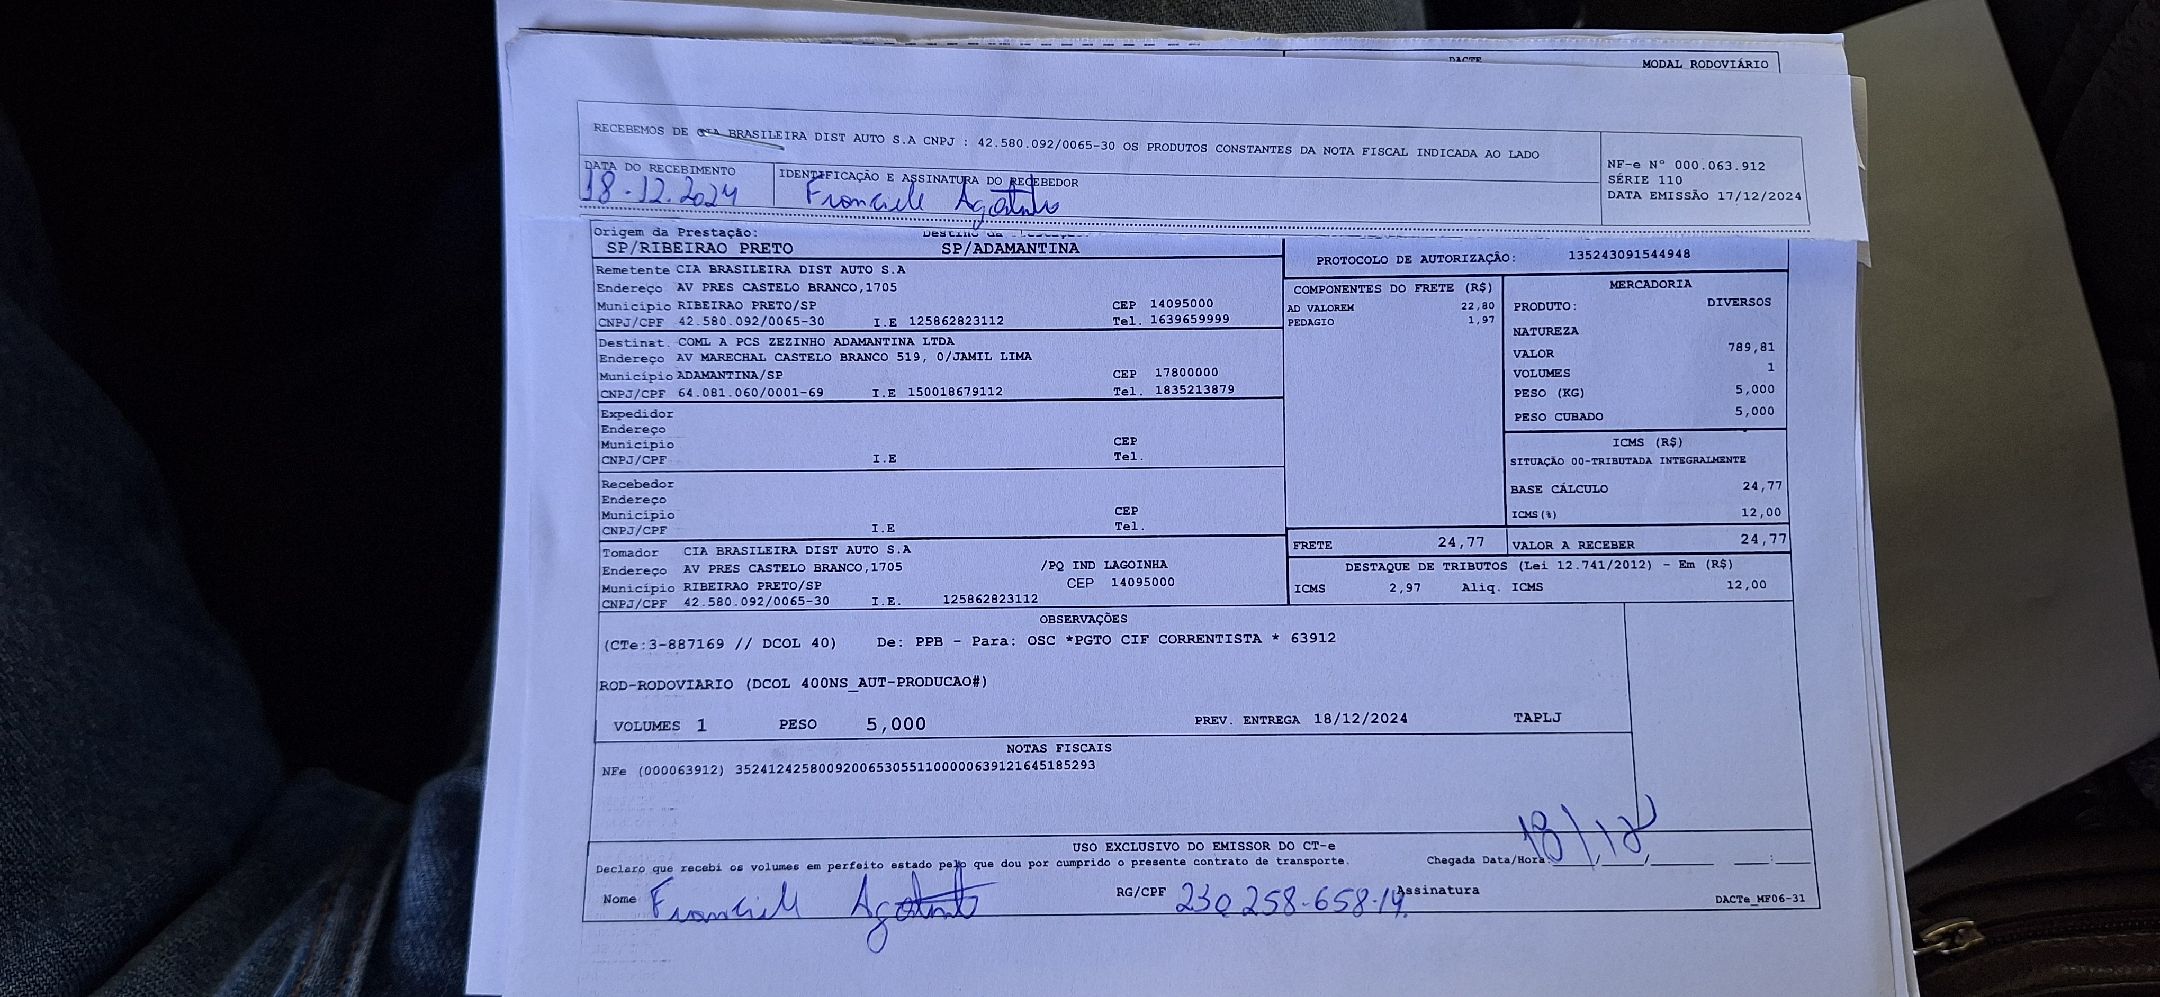 DACTE
MODAL RODOVIÁRIO
RECEBEMOS DE CIA BRASILEIRA DIST AUTO S.A CNPJ : 42.580.092/0065-30 OS PRODUTOS CONSTANTES DA NOTA FISCAL INDICADA AO LADO
NF-e N° 000.063.912
SÉRIE 110
DATA EMISSÃO 17/12/2024
DATA DO RECEBIMENTO
18-12.2024
IDENTIFICAÇÃO E ASSINATURA DO RECEBEDOR
Origem da Prestação:
SP/RIBEIRAO PRETO
SP/ADAMANTINA
PROTOCOLO DE AUTORIZAÇÃO: 135243091544948
Remetente CIA BRASILEIRA DIST AUTO S.A
Endereço AV PRES CASTELO BRANCO,1705
Município RIBEIRAO PRETO/SP CEP 14095000
CNPJ/CPF 42.580.092/0065-30 I.E 125862823112 Tel. 1639659999
Destinat. COML A PCS ZEZINHO ADAMANTINA LTDA
Endereço AV MARECHAL CASTELO BRANCO 519, 0/JAMIL LIMA
Município ADAMANTINA/SP CEP 17800000
CNPJ/CPF 64.081.060/0001-69 I.E 150018679112 Tel. 1835213879
Expedidor
Endereço
Município CEP
CNPJ/CPF I.E Tel.
Recebedor
Endereço
Município CEP
CNPJ/CPF I.E Tel.
Tomador CIA BRASILEIRA DIST AUTO S.A
Endereço AV PRES CASTELO BRANCO,1705 /PQ IND LAGOINHA
Município RIBEIRAO PRETO/SP CEP 14095000
CNPJ/CPF 42.580.092/0065-30 I.E. 125862823112
COMPONENTES DO FRETE (R$)
AD VALOREM 22,80
PEDAGIO 1,97
MERCADORIA
PRODUTO: DIVERSOS
NATUREZA
VALOR 789,81
VOLUMES 1
PESO (KG) 5,000
PESO CUBADO 5,000
ICMS (R$)
SITUAÇÃO 00-TRIBUTADA INTEGRALMENTE
BASE CÁLCULO 24,77
ICMS(%) 12,00
FRETE 24,77
VALOR A RECEBER 24,77
DESTAQUE DE TRIBUTOS (Lei 12.741/2012) - Em (R$)
ICMS 2,97 Aliq. ICMS 12,00
OBSERVAÇÕES
(CTe:3-887169 // DCOL 40) De: PPB - Para: OSC *PGTO CIF CORRENTISTA * 63912
ROD-RODOVIARIO (DCOL 400NS_AUT-PRODUCAO#)
VOLUMES 1 PESO 5,000 PREV. ENTREGA 18/12/2024 TAPLJ
NOTAS FISCAIS
NFe (000063912) 35241242580092006530551100000639121645185293
USO EXCLUSIVO DO EMISSOR DO CT-e
Declaro que recebi os volumes em perfeito estado pelo que dou por cumprido o presente contrato de transporte.
Chegada Data/Hora: 18/12
Nome
RG/CPF 230 258-658-14
Assinatura
DACTe_MF06-31